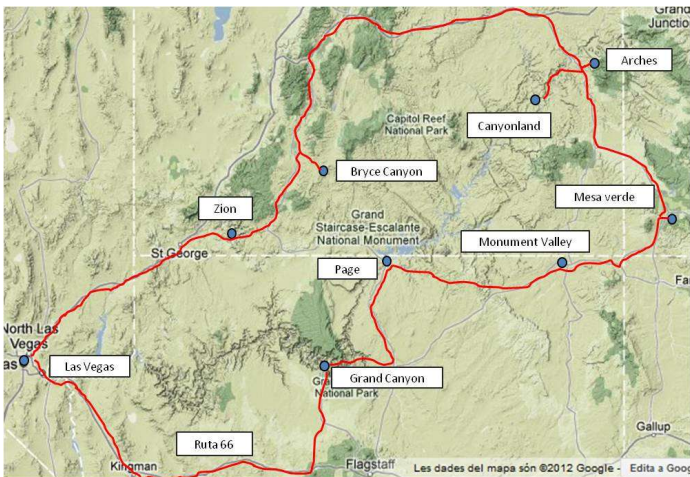 Grand
Junction
Arches
Canyonland
Capitol Reef
National Park
Bryce Canyon
Mesa verde
Zion
Grand
Staircase-Escalante
National Monument
St George
Monument Valley
Page
North Las
Vegas
Las Vegas
Grand Canyon
National Park
Gallup
Ruta 66
Kingman
Flagstaff
Les dades del mapa són ©2012 Google -
Edita a Goog